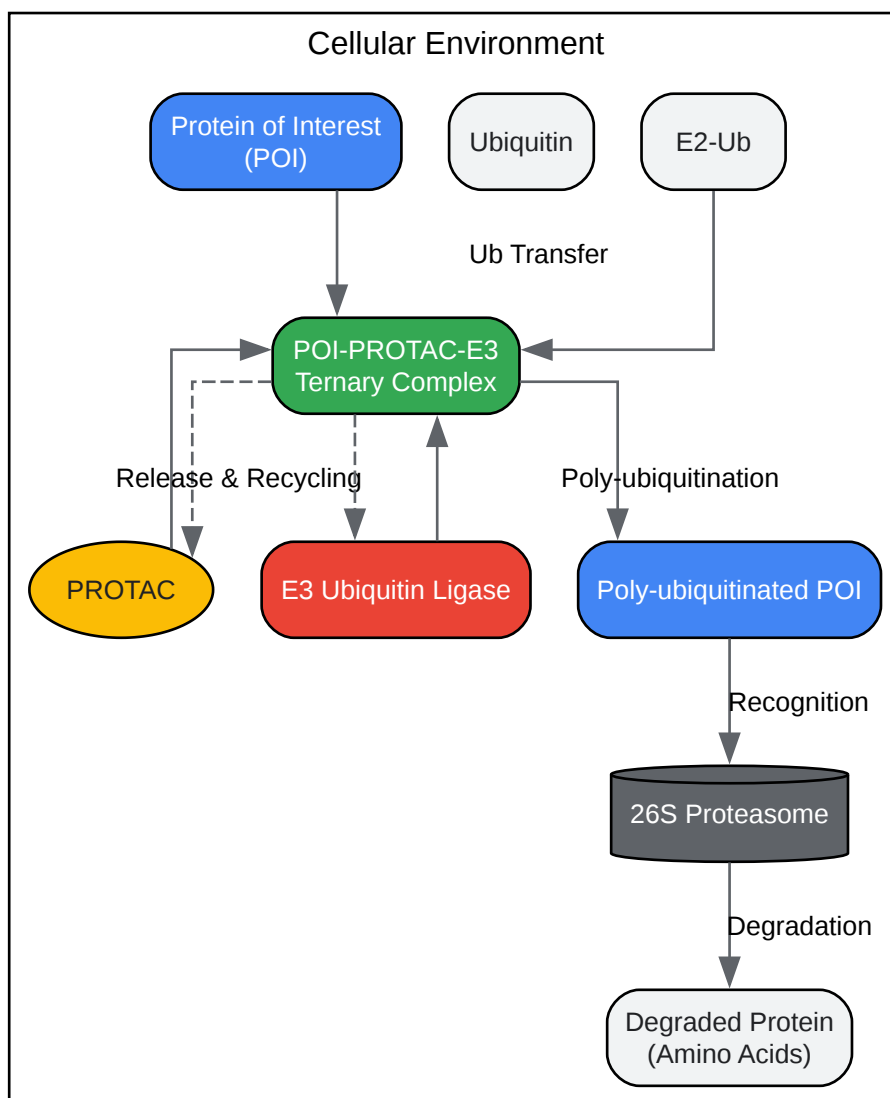 Cellular Environment
Protein of Interest
(POI)
Ubiquitin
E2-Ub
Ub Transfer
POI-PROTAC-E3
Ternary Complex
Release & Recycling
Poly-ubiquitination
PROTAC
E3 Ubiquitin Ligase
Poly-ubiquitinated POI
Recognition
26S Proteasome
Degradation
Degraded Protein
(Amino Acids)